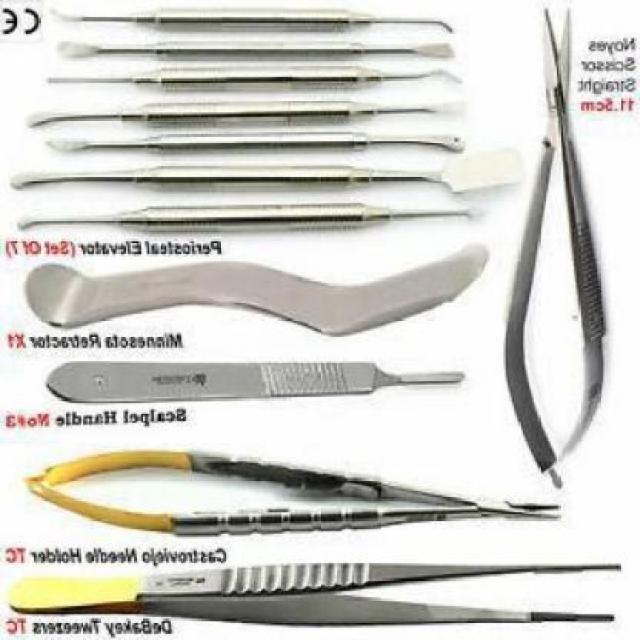 CE
Noyes
Scissor
Straight
11.5cm
Periosteal Elevator (Set Of 7)
Minnesota Retractor X1
Scalpel Handle No#3
Castroviejo Needle Holder TC
DeBakey Tweezers TC